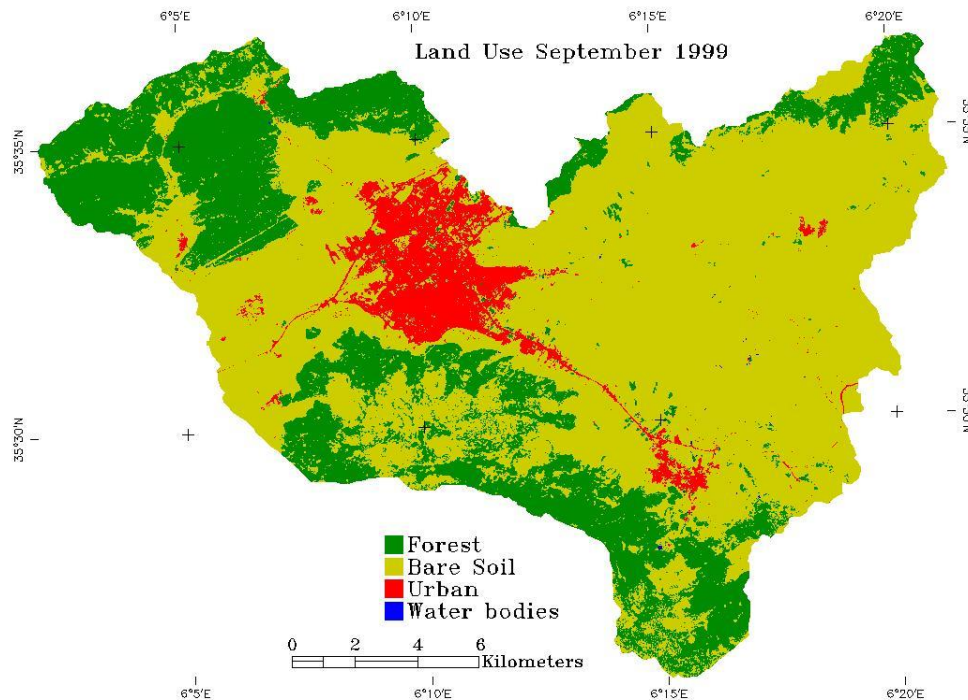 6°5'E 6°10'E 6°15'E 6°20'E
Land Use September 1999
35°35'N
35°35'N
35°30'N
35°30'N
Forest
Bare Soil
Urban
Water bodies
0 2 4 6
Kilometers
6°5'E 6°10'E 6°15'E 6°20'E